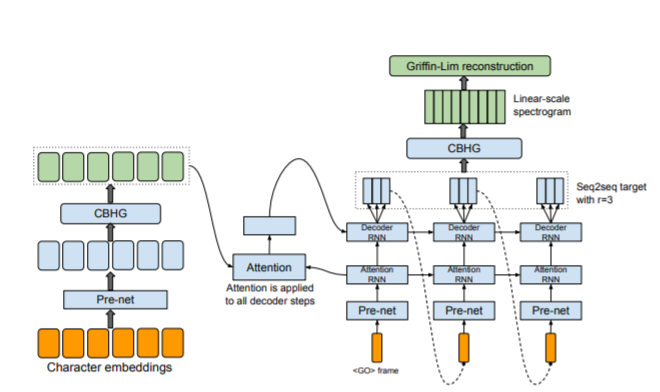 Griffin-Lim reconstruction
Linear-scale
spectrogram
CBHG
Seq2seq target
with r=3
CBHG
Decoder
RNN
Decoder
RNN
Decoder
RNN
Attention
Attention is applied
to all decoder steps
Attention
RNN
Attention
RNN
Attention
RNN
Pre-net
Pre-net
Pre-net
Pre-net
Character embeddings
<GO> frame